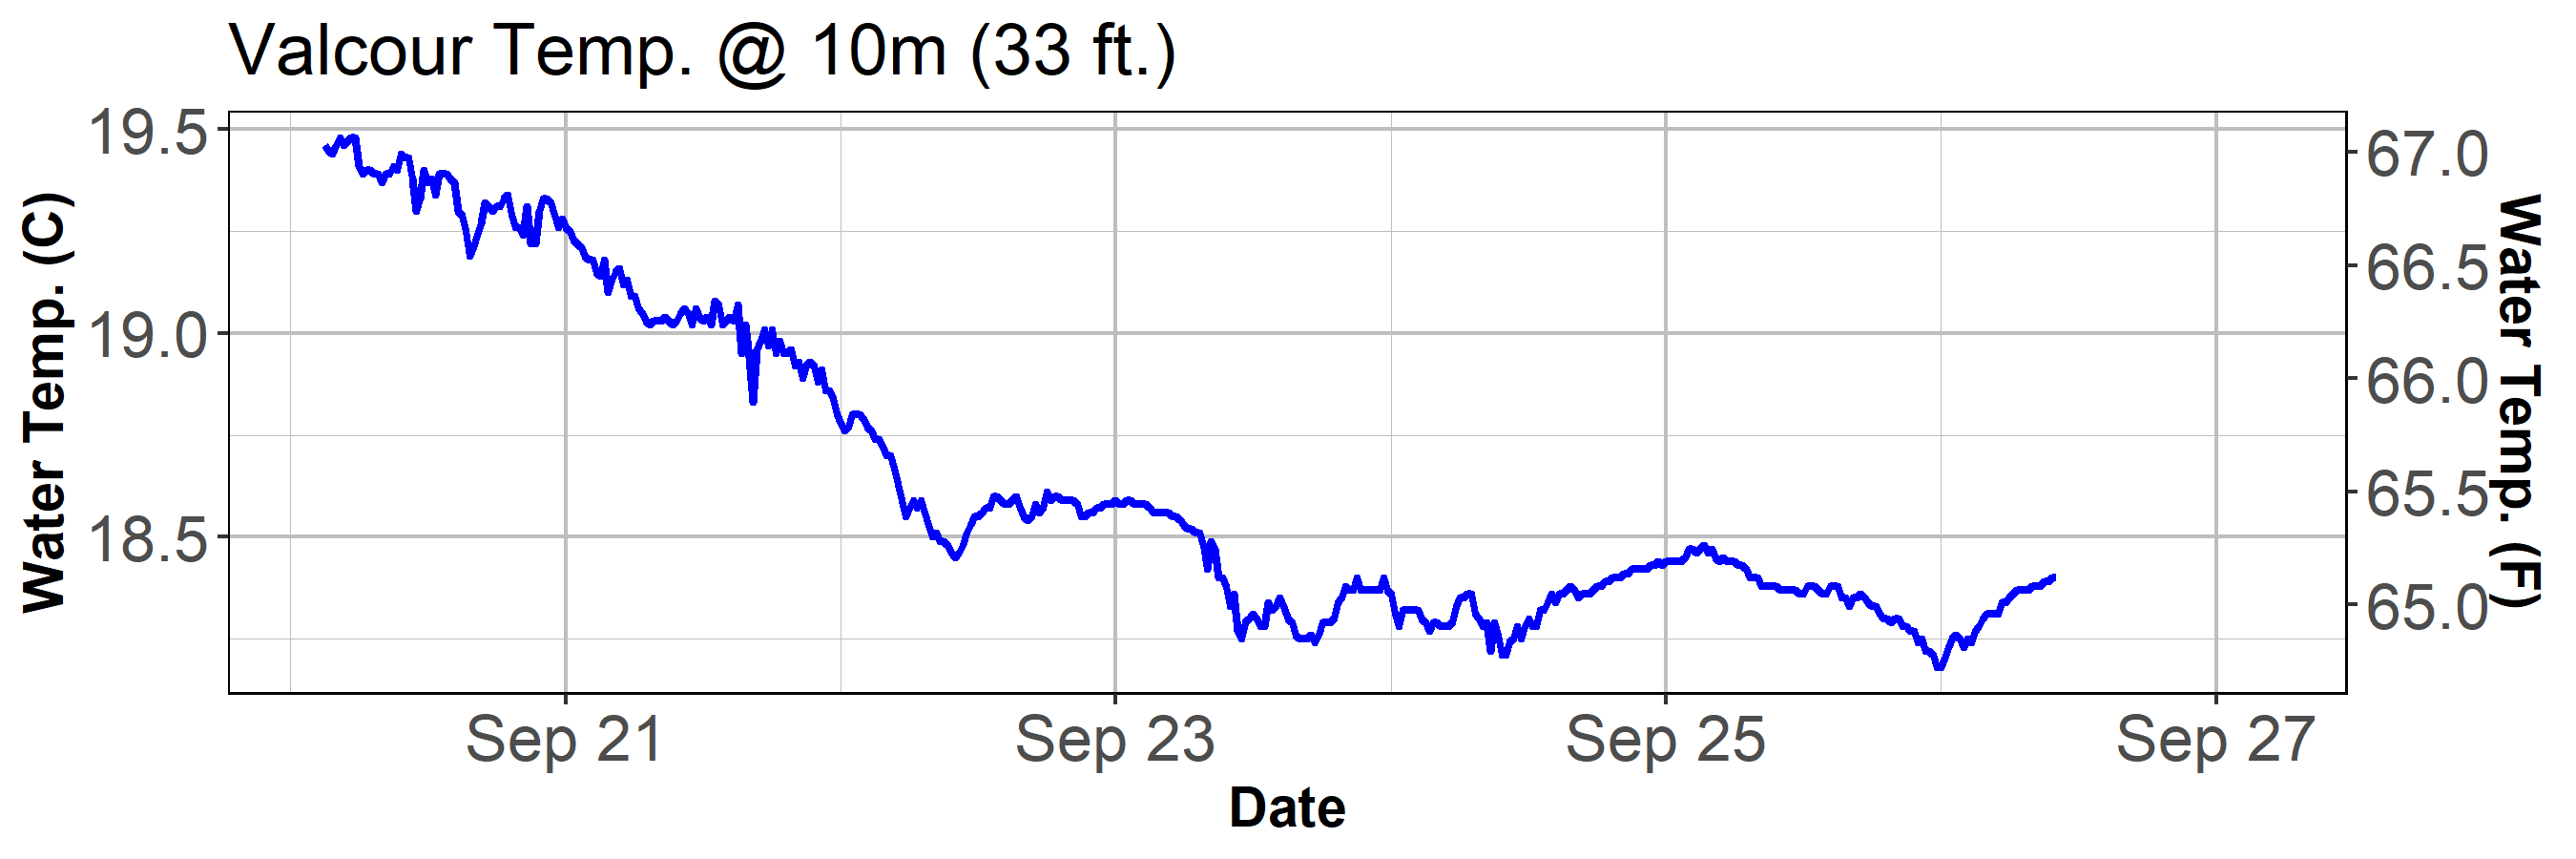 Valcour Temp. @ 10m (33 ft.)
Water Temp. (C)
19.5
19.0
18.5
67.0
66.5
66.0
65.5
65.0
Water Temp. (F)
Sep 21 Sep 23 Sep 25 Sep 27
Date